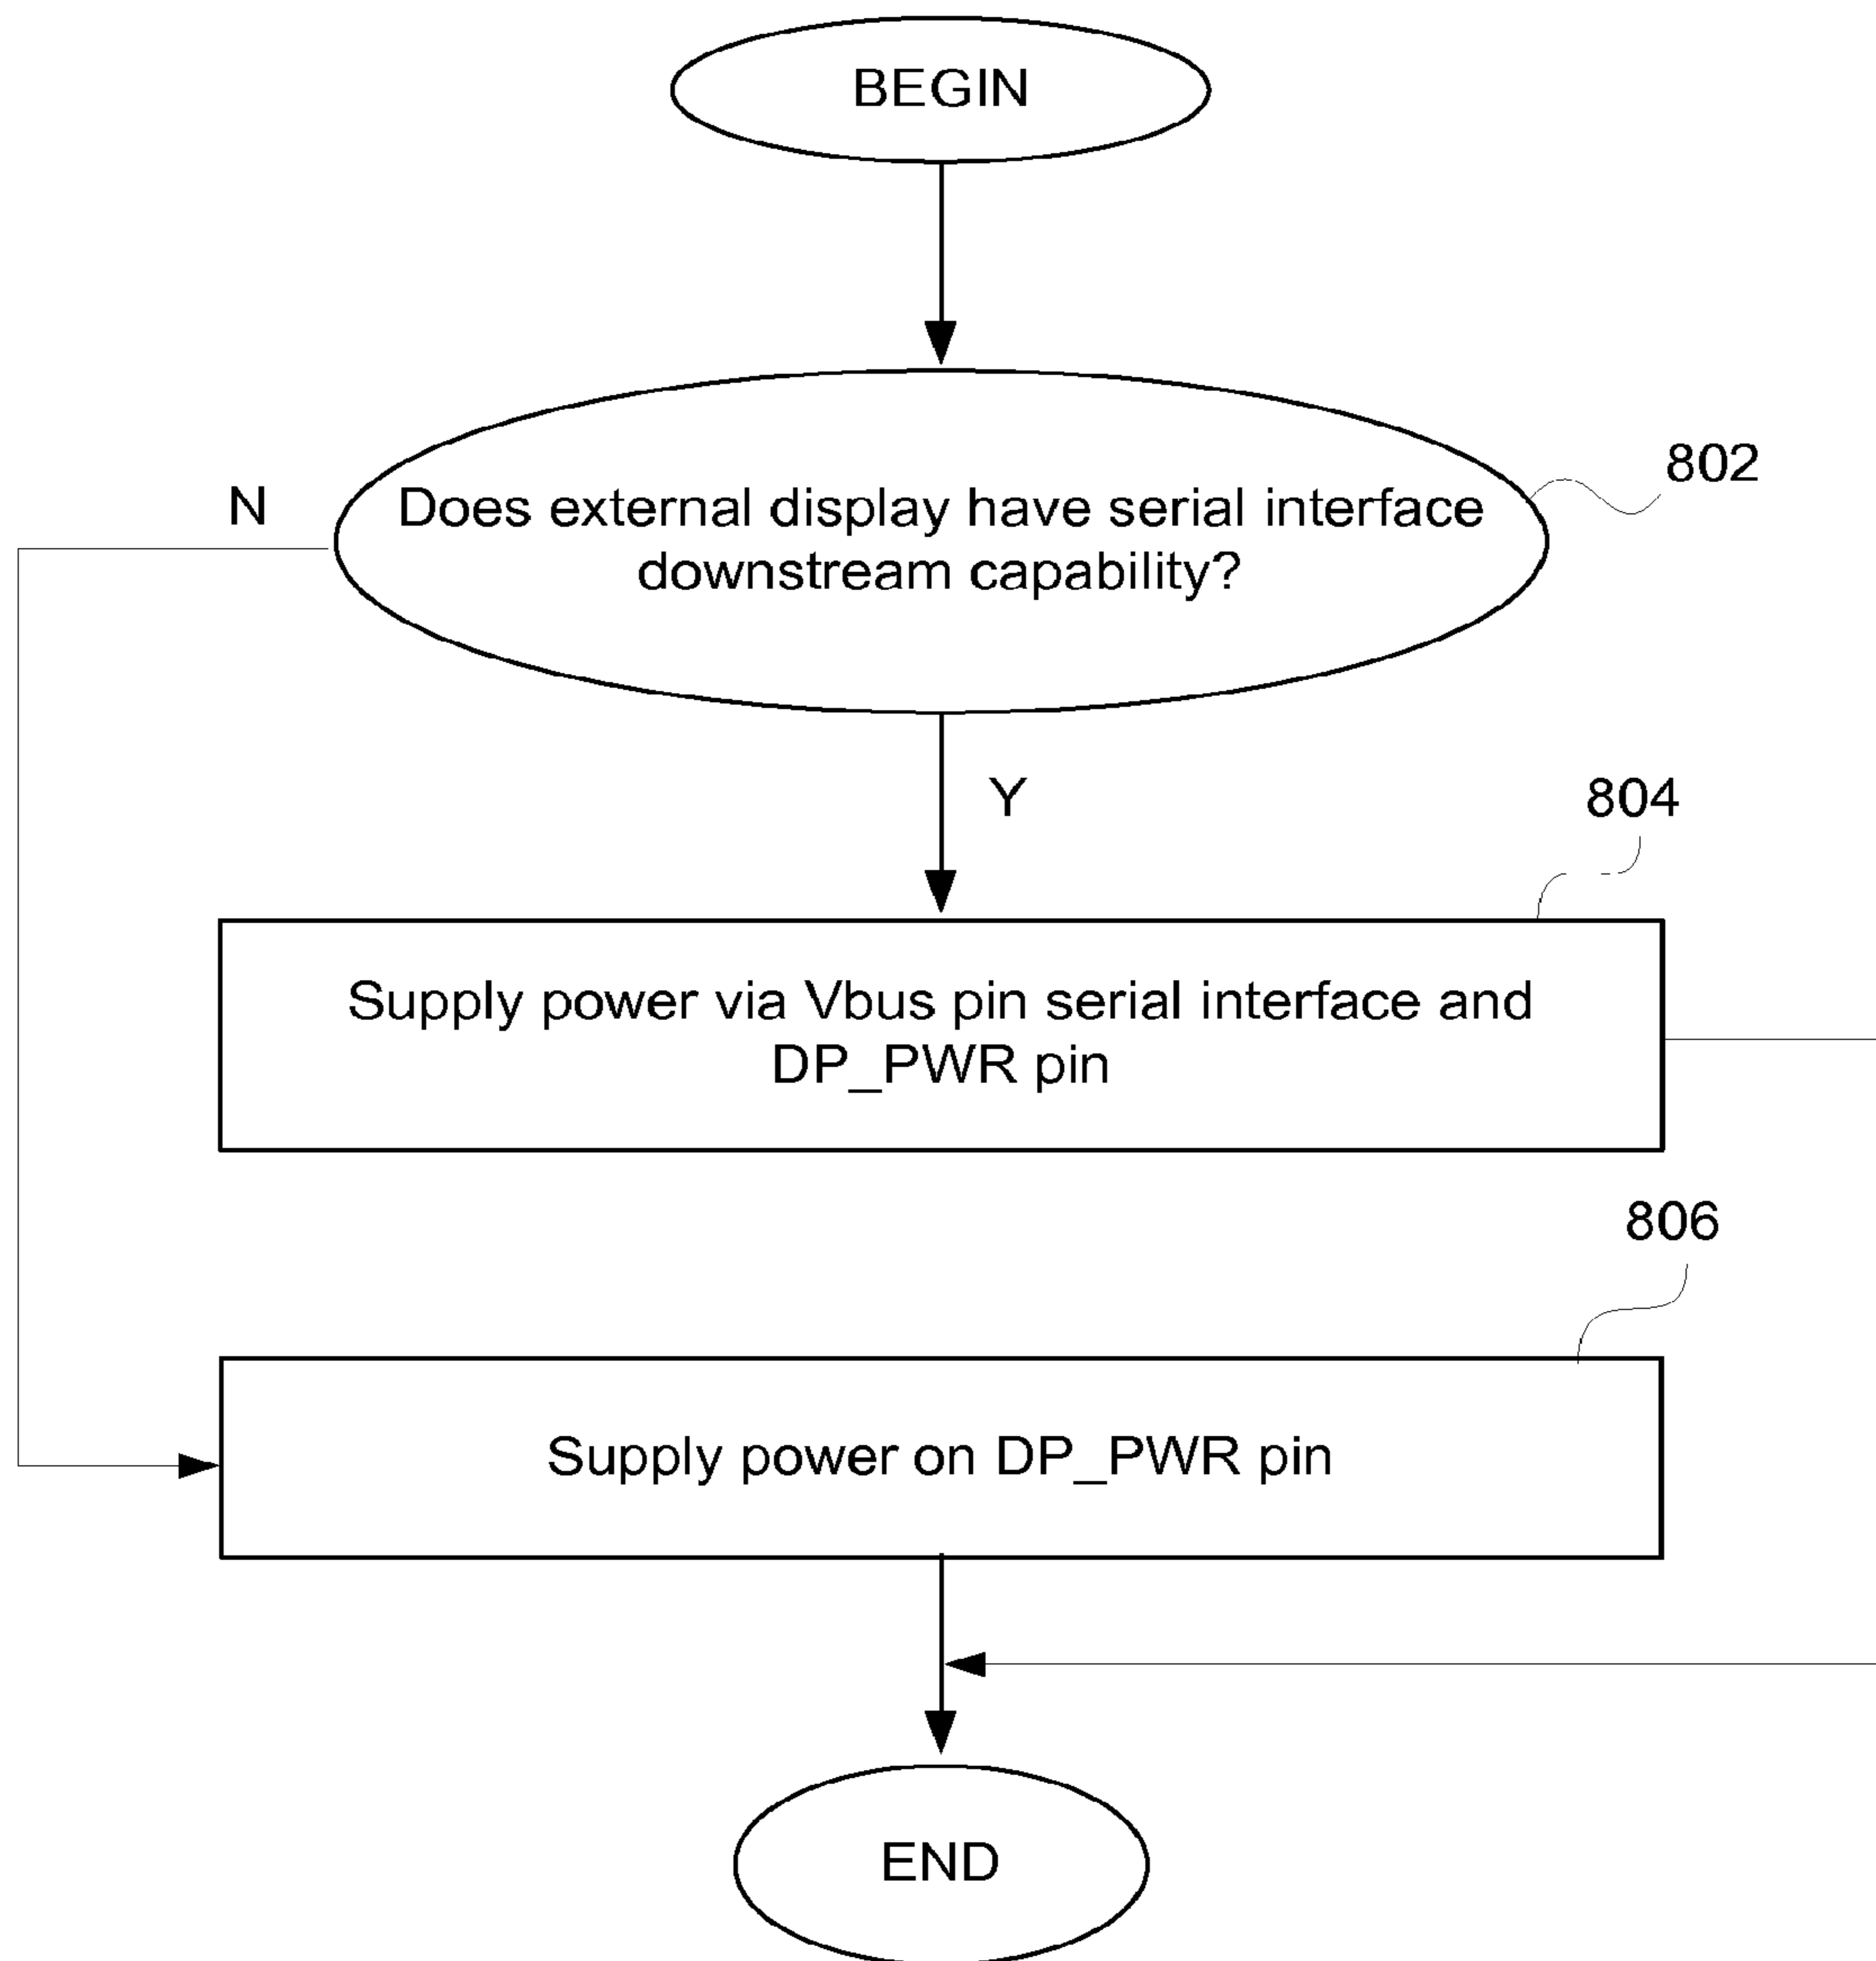 BEGIN
802
N
Does external display have serial interface
downstream capability?
Y
804
Supply power via Vbus pin serial interface and
DP_PWR pin
806
Supply power on DP_PWR pin
END